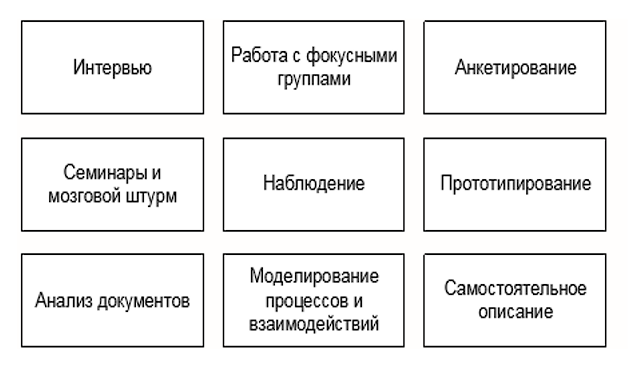 Интервью
Работа с фокусными
группами
Анкетирование
Семинары и
мозговой штурм
Наблюдение
Прототипирование
Анализ документов
Моделирование
процессов и
взаимодействий
Самостоятельное
описание